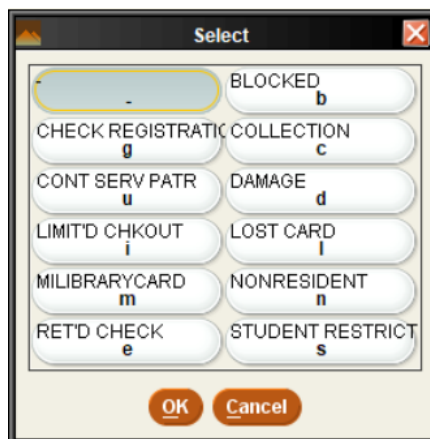 Select
-
-
BLOCKED
b
CHECK REGISTRATIC
g
COLLECTION
c
CONT SERV PATR
u
DAMAGE
d
LIMIT'D CHKOUT
i
LOST CARD
l
MILIBRARYCARD
m
NONRESIDENT
n
RET'D CHECK
e
STUDENT RESTRICT
s
OK
Cancel